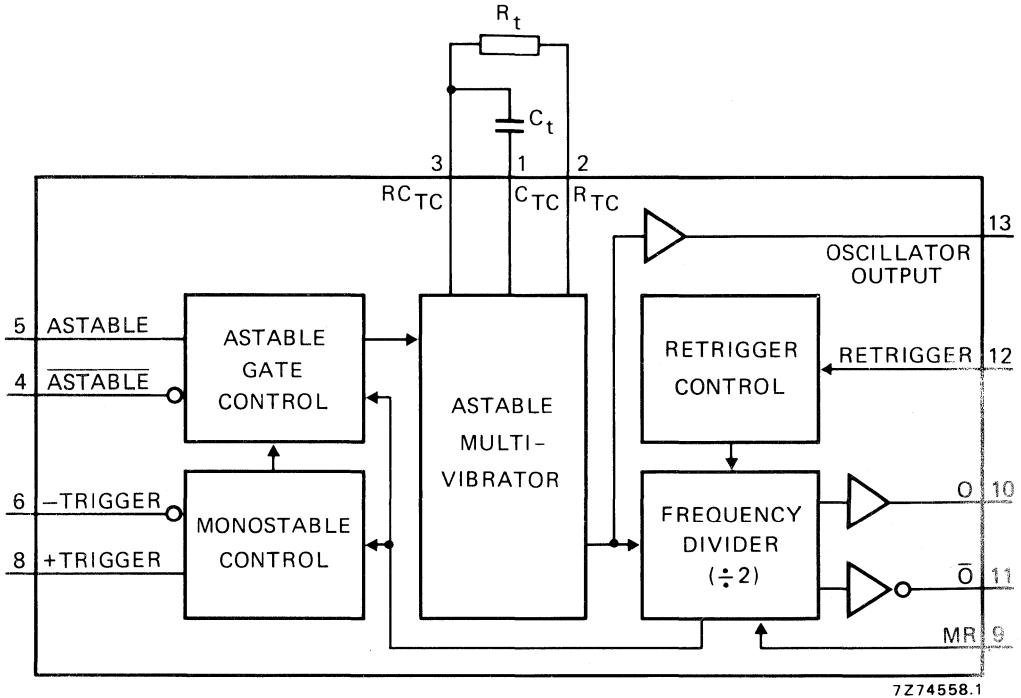 Rt
Ct
3 1 2
RCTC CTC RTC
13
OSCILLATOR
OUTPUT
5 ASTABLE
4 ASTABLE
ASTABLE
GATE
CONTROL
6 −TRIGGER
8 +TRIGGER
MONOSTABLE
CONTROL
ASTABLE
MULTI−
VIBRATOR
RETRIGGER
CONTROL
RETRIGGER 12
FREQUENCY
DIVIDER
(÷2)
O 10
O̅ 11
MR 9
7Z74558.1